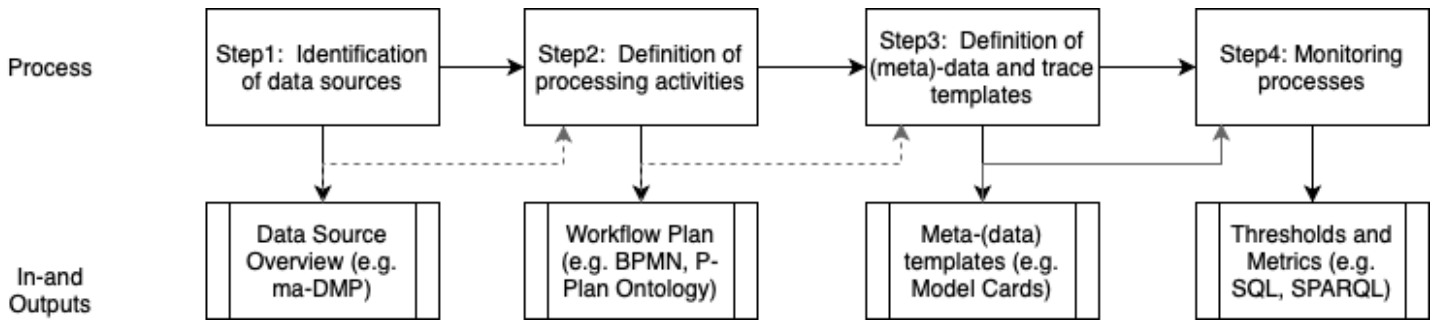 Process
Step1: Identification
of data sources
Step2: Definition of
processing activities
Step3: Definition of
(meta)-data and trace
templates
Step4: Monitoring
processes
In-and
Outputs
Data Source
Overview (e.g.
ma-DMP)
Workflow Plan
(e.g. BPMN, P-
Plan Ontology)
Meta-(data)
templates (e.g.
Model Cards)
Thresholds and
Metrics (e.g.
SQL, SPARQL)